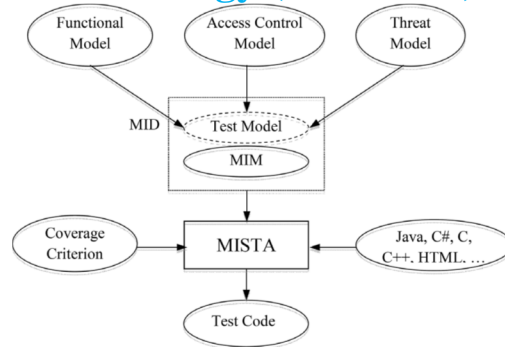 Functional
Model
Access Control
Model
Threat
Model
MID
Test Model
MIM
Coverage
Criterion
MISTA
Java, C#, C,
C++. HTML. …
Test Code